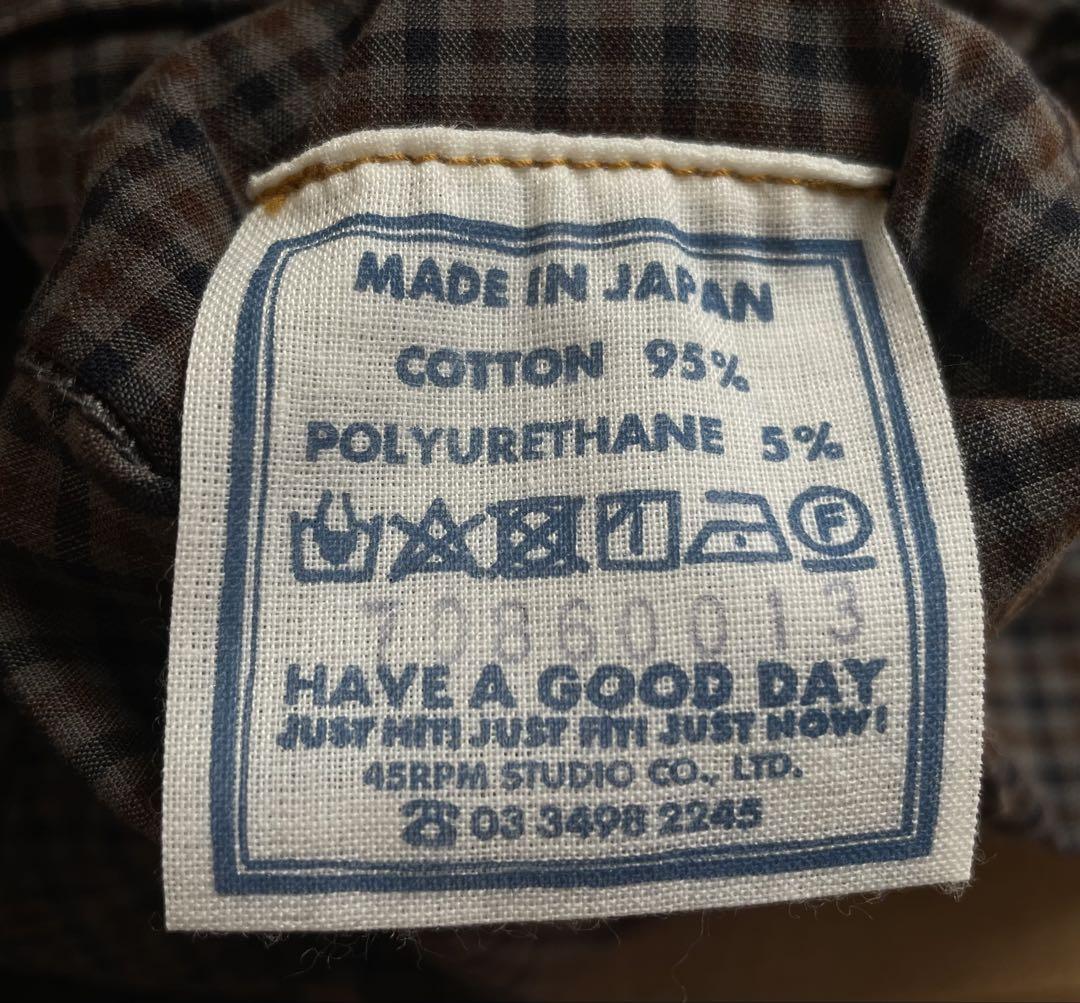 MADE IN JAPAN
COTTON 95%
POLYURETHANE 5%
F
70860013
HAVE A GOOD DAY
JUST HIT! JUST FIT! JUST NOW!
45RPM STUDIO CO., LTD.
☎ 03 3498 2245